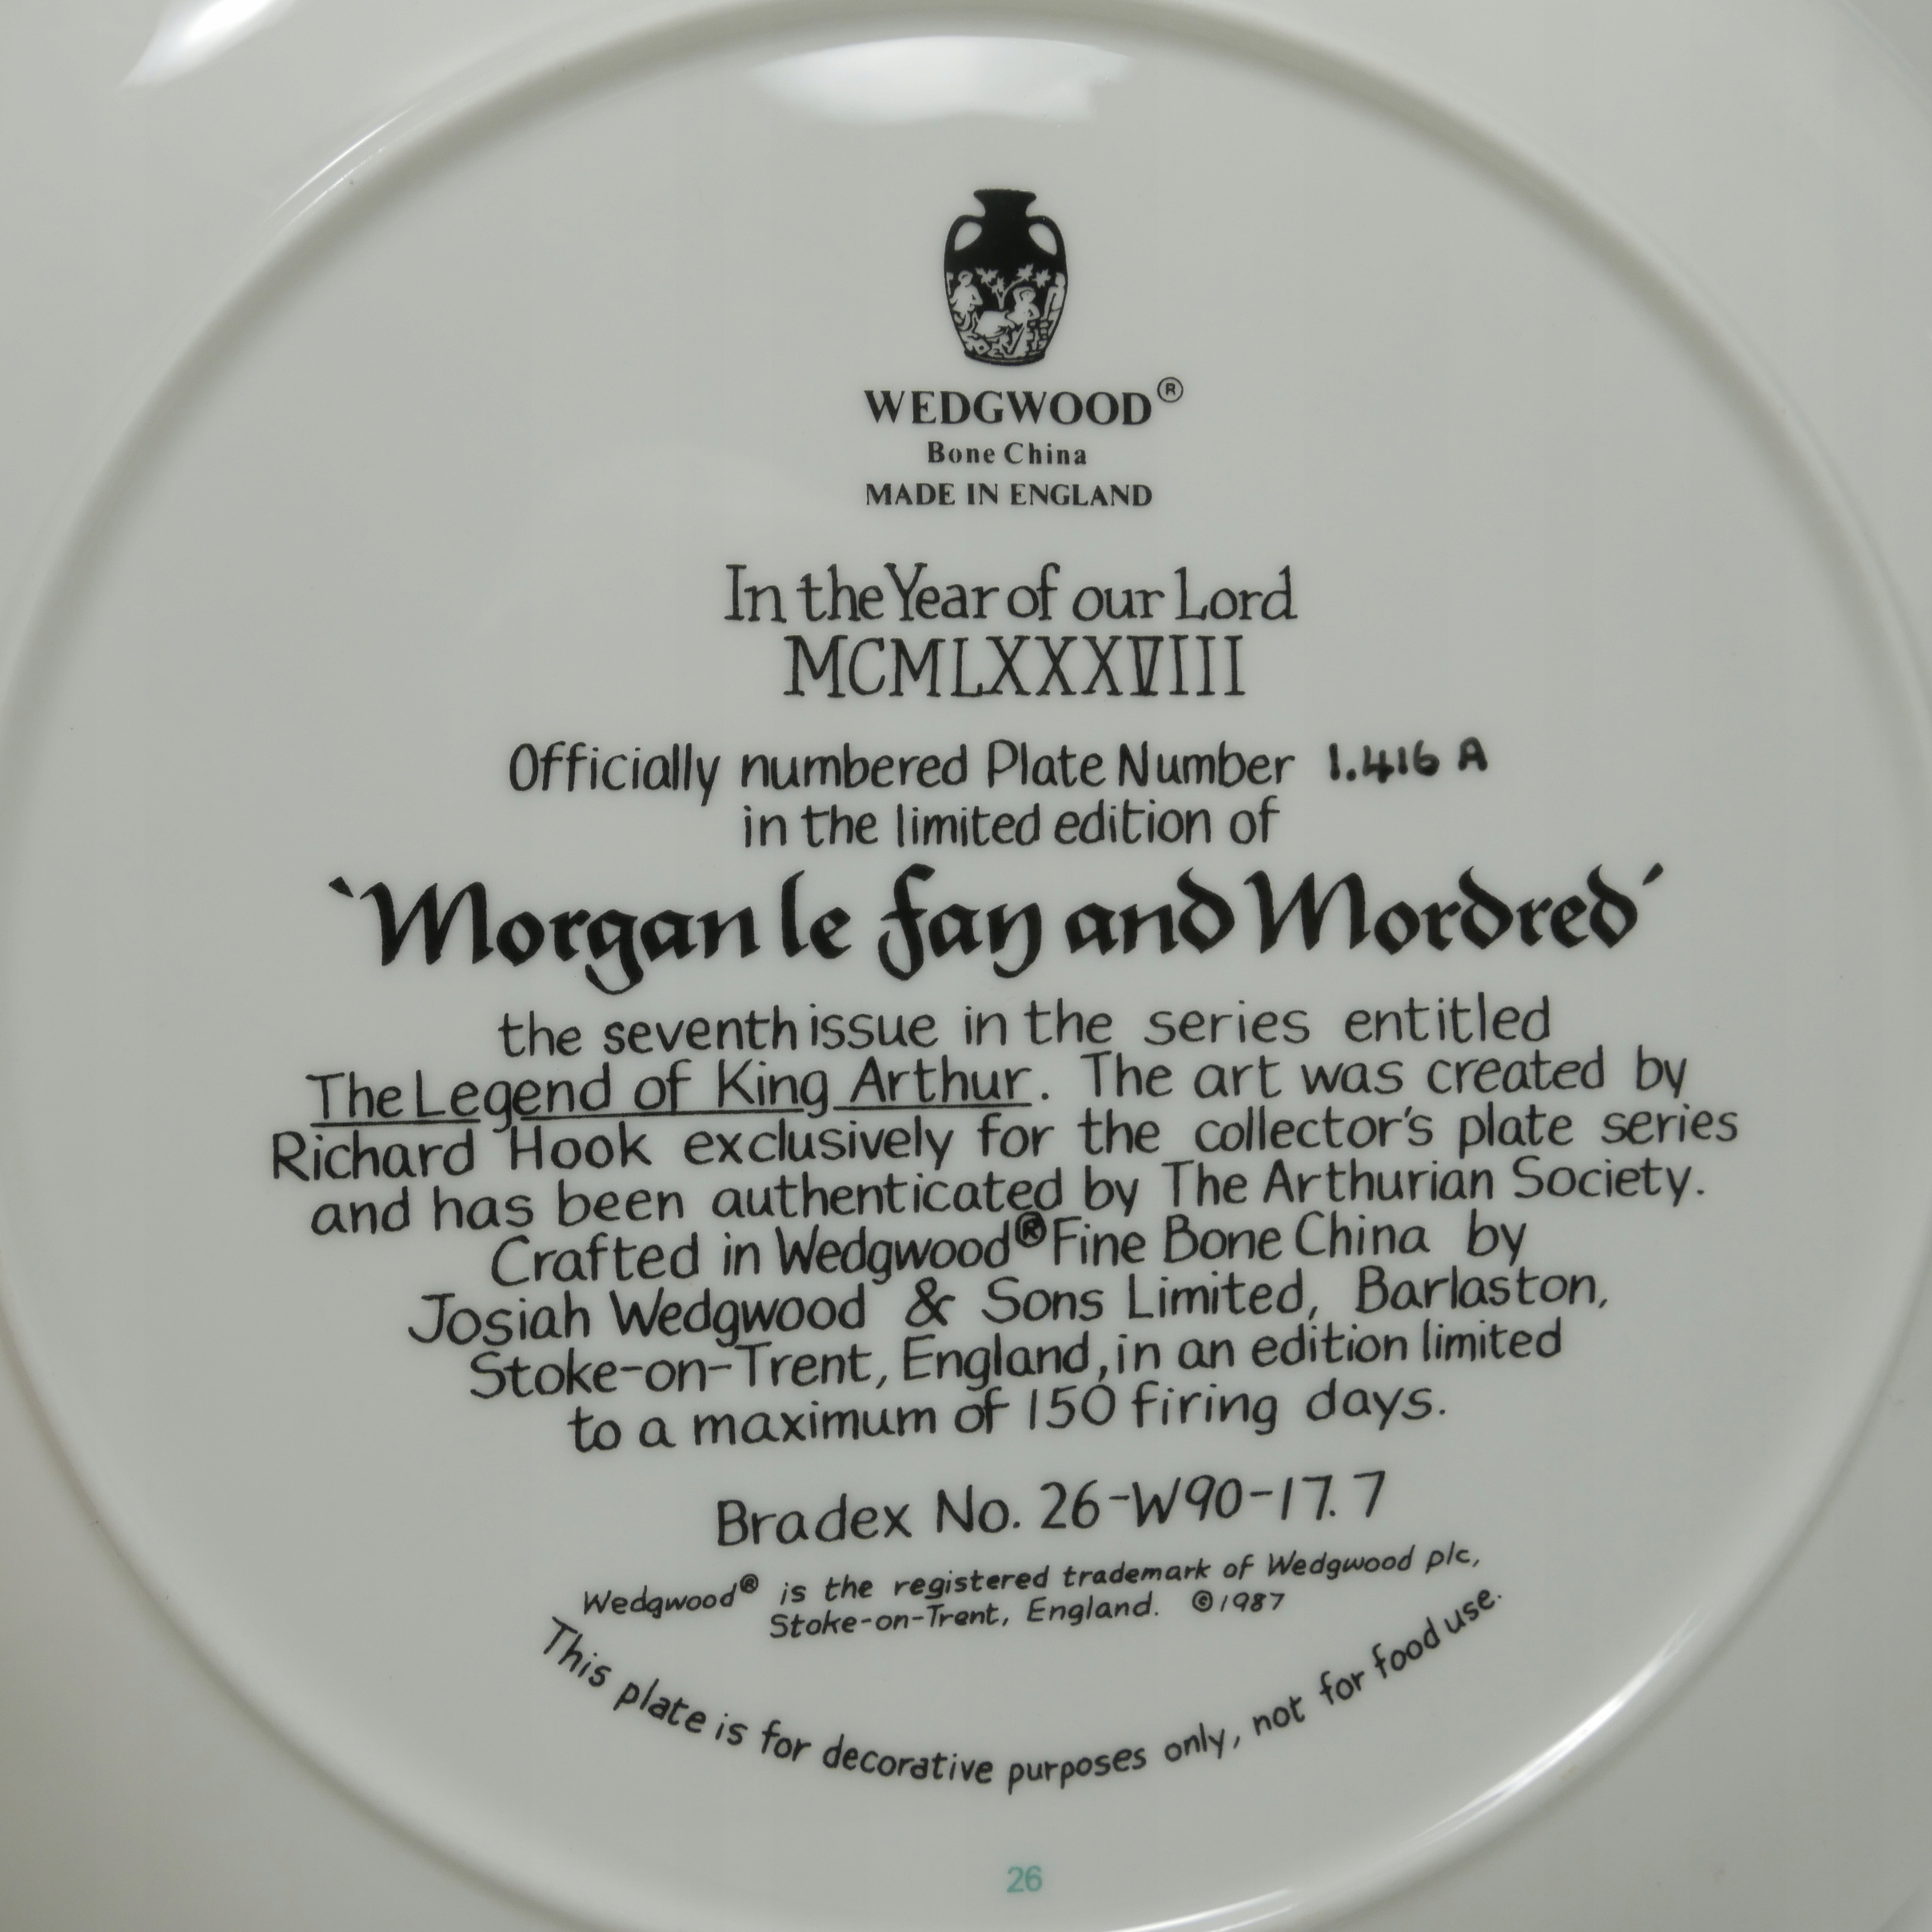 WEDGWOOD®
Bone China
MADE IN ENGLAND
In the Year of our Lord
MCMLXXXVIII
Officially numbered Plate Number 1.416 A
in the limited edition of
‵Morgan le Fay and Mordred′
the seventh issue in the series entitled
The Legend of King Arthur. The art was created by
Richard Hook exclusively for the collector's plate series
and has been authenticated by The Arthurian Society.
Crafted in Wedgwood® Fine Bone China by
Josiah Wedgwood & Sons Limited, Barlaston,
Stoke-on-Trent, England, in an edition limited
to a maximum of 150 firing days.
Bradex No. 26-W90-17.7
Wedgwood® is the registered trademark of Wedgwood plc,
Stoke-on-Trent, England. ©1987
This plate is for decorative purposes only, not for food use.
26